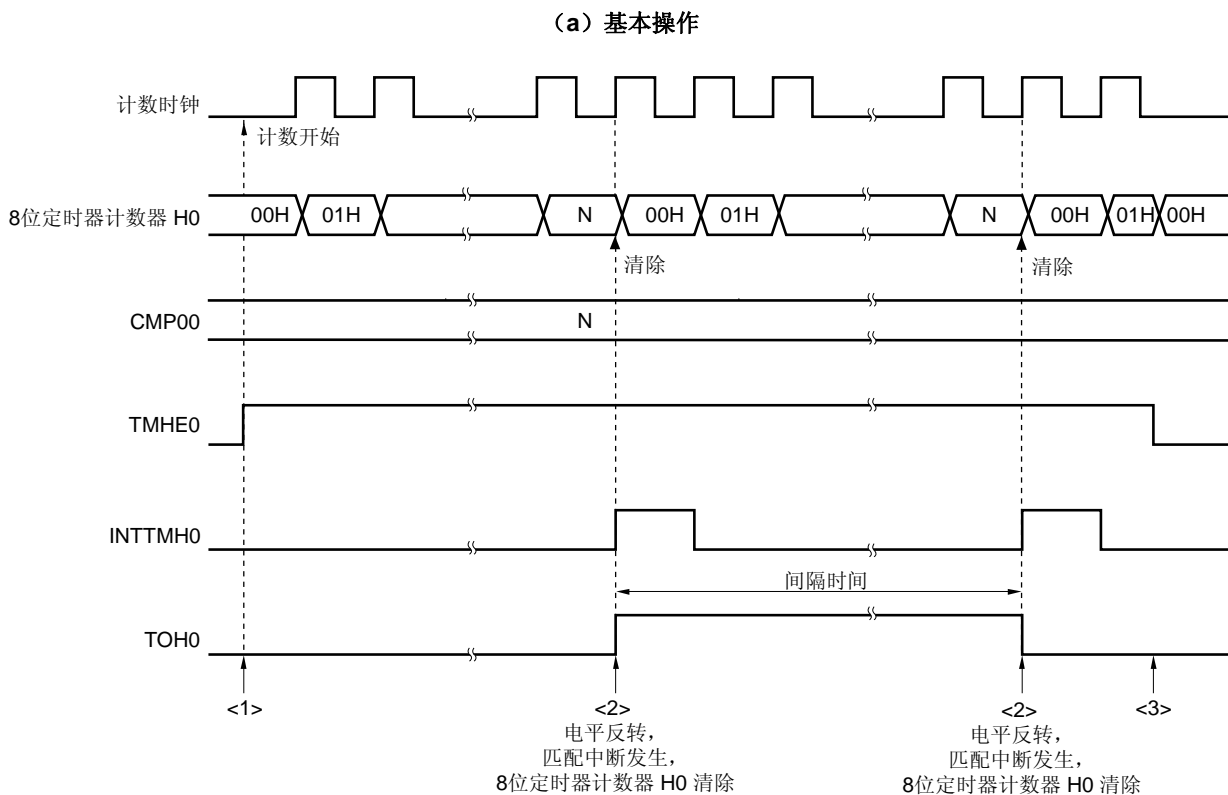 （a）基本操作
计数时钟
计数开始
8位定时器计数器 H0
00H 01H N 00H 01H N 00H 01H 00H
清除 清除
CMP00 N
TMHE0
INTTMH0
间隔时间
TOH0
<1> <2> <2> <3>
电平反转， 电平反转，
匹配中断发生， 匹配中断发生，
8位定时器计数器 H0 清除 8位定时器计数器 H0 清除